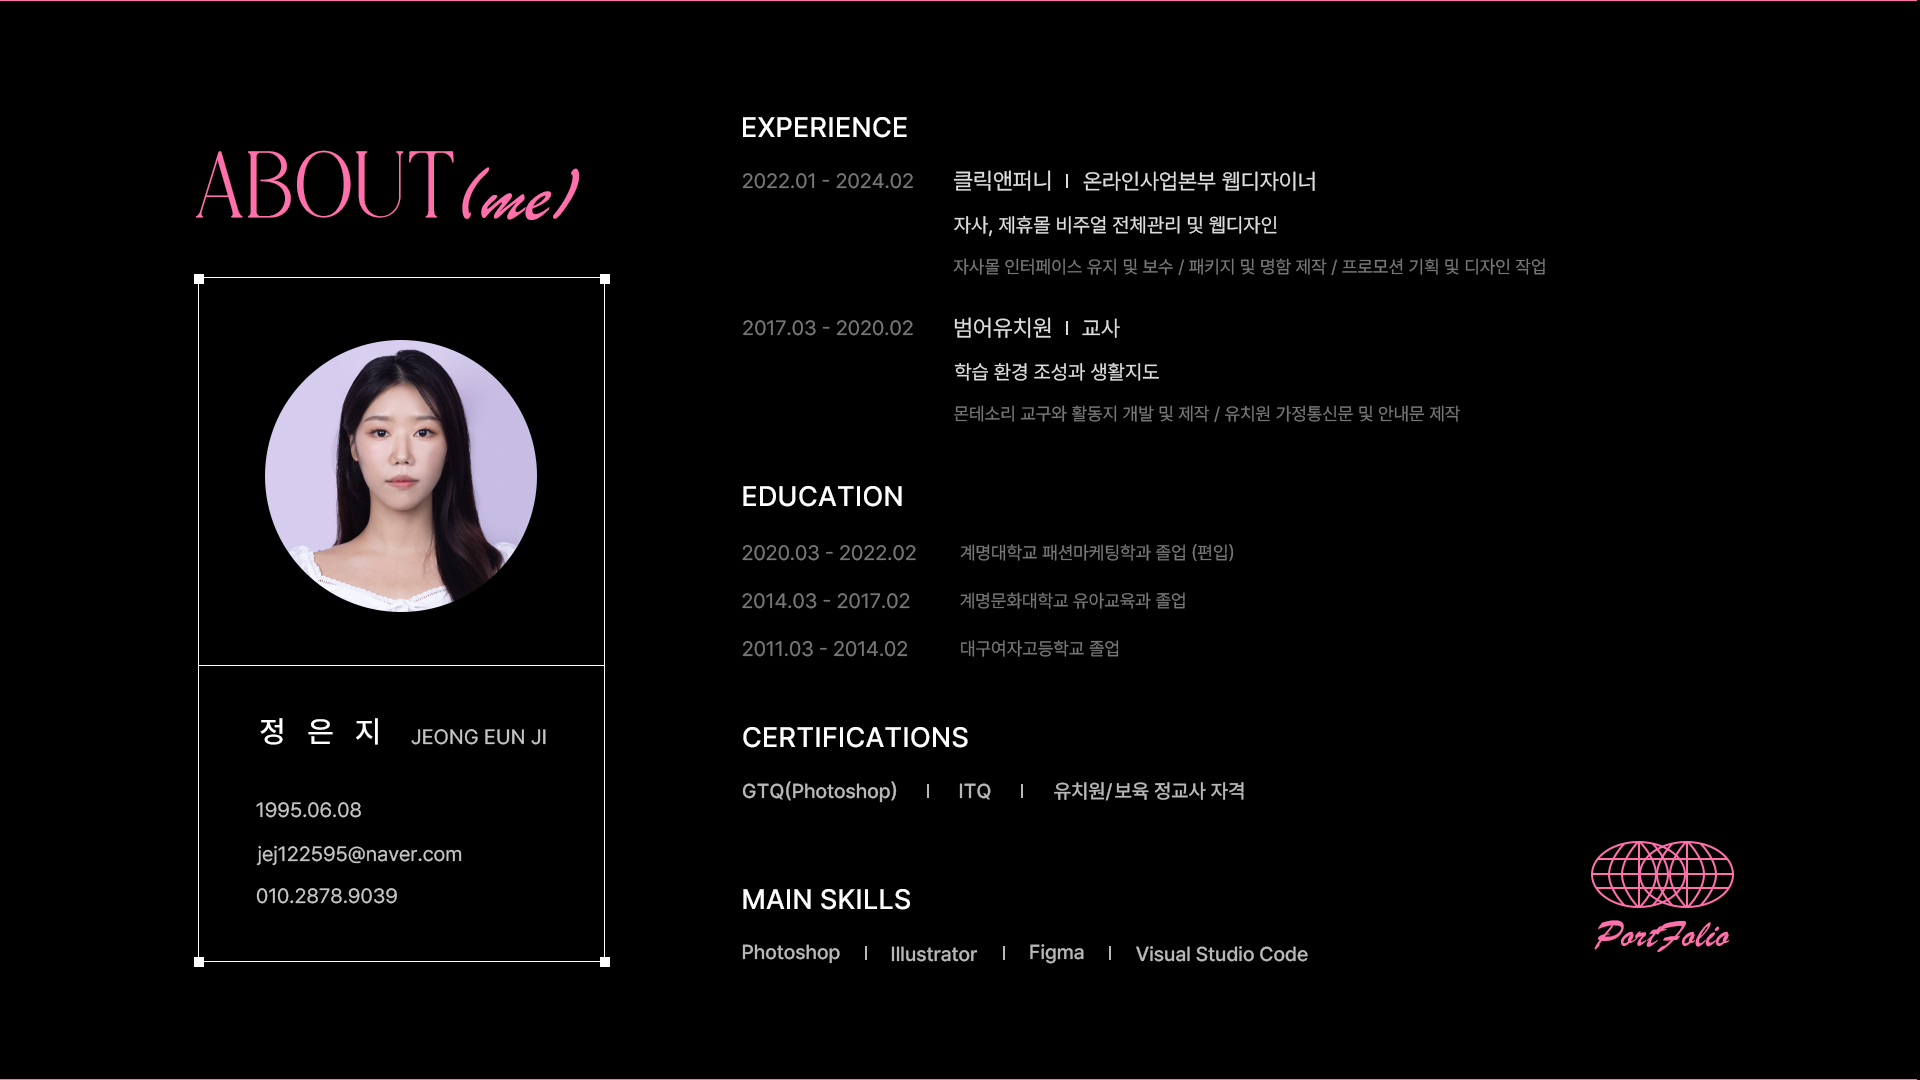 ABOUT (me)
정 은 지 JEONG EUN JI
1995.06.08
jej122595@naver.com
010.2878.9039
EXPERIENCE
2022.01 - 2024.02 클릭앤퍼니 I 온라인사업본부 웹디자이너
자사, 제휴몰 비주얼 전체관리 및 웹디자인
자사몰 인터페이스 유지 및 보수 / 패키지 및 명함 제작 / 프로모션 기획 및 디자인 작업
2017.03 - 2020.02 범어유치원 I 교사
학습 환경 조성과 생활지도
몬테소리 교구와 활동지 개발 및 제작 / 유치원 가정통신문 및 안내문 제작
EDUCATION
2020.03 - 2022.02 계명대학교 패션마케팅학과 졸업 (편입)
2014.03 - 2017.02 계명문화대학교 유아교육과 졸업
2011.03 - 2014.02 대구여자고등학교 졸업
CERTIFICATIONS
GTQ(Photoshop) I ITQ I 유치원/보육 정교사 자격
MAIN SKILLS
Photoshop I Illustrator I Figma I Visual Studio Code
PortFolio